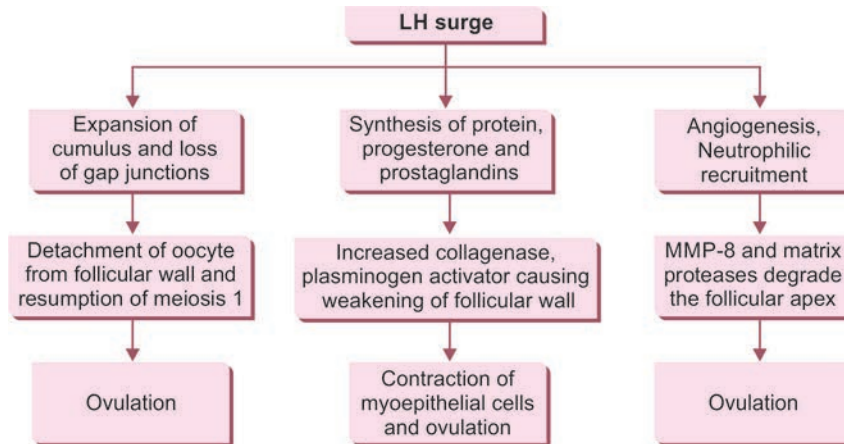 LH surge
Expansion of
cumulus and loss
of gap junctions
Synthesis of protein,
progesterone and
prostaglandins
Angiogenesis,
Neutrophilic
recruitment
Detachment of oocyte
from follicular wall and
resumption of meiosis 1
Increased collagenase,
plasminogen activator causing
weakening of follicular wall
MMP-8 and matrix
proteases degrade
the follicular apex
Ovulation
Contraction of
myoepithelial cells
and ovulation
Ovulation